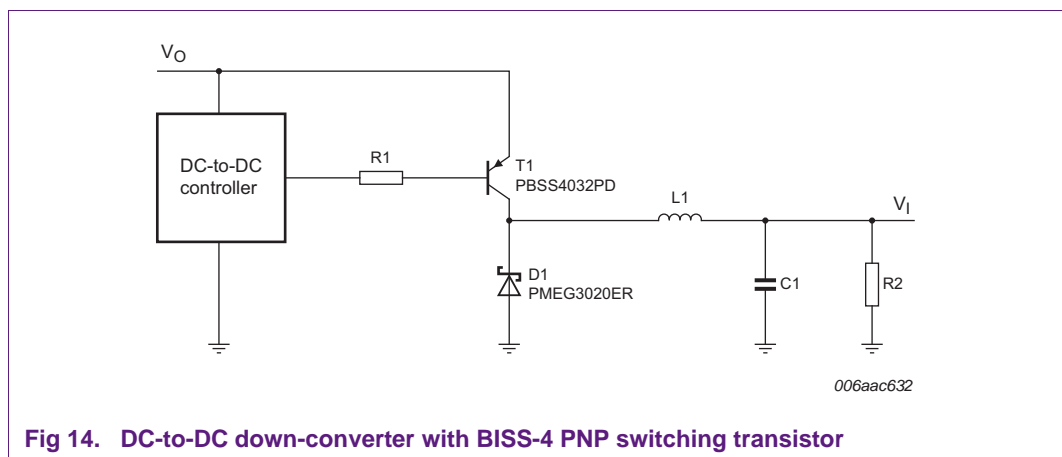 VO
DC-to-DC
controller
R1
T1
PBSS4032PD
L1
VI
D1
PMEG3020ER
C1
R2
006aac632
Fig 14. DC-to-DC down-converter with BISS-4 PNP switching transistor